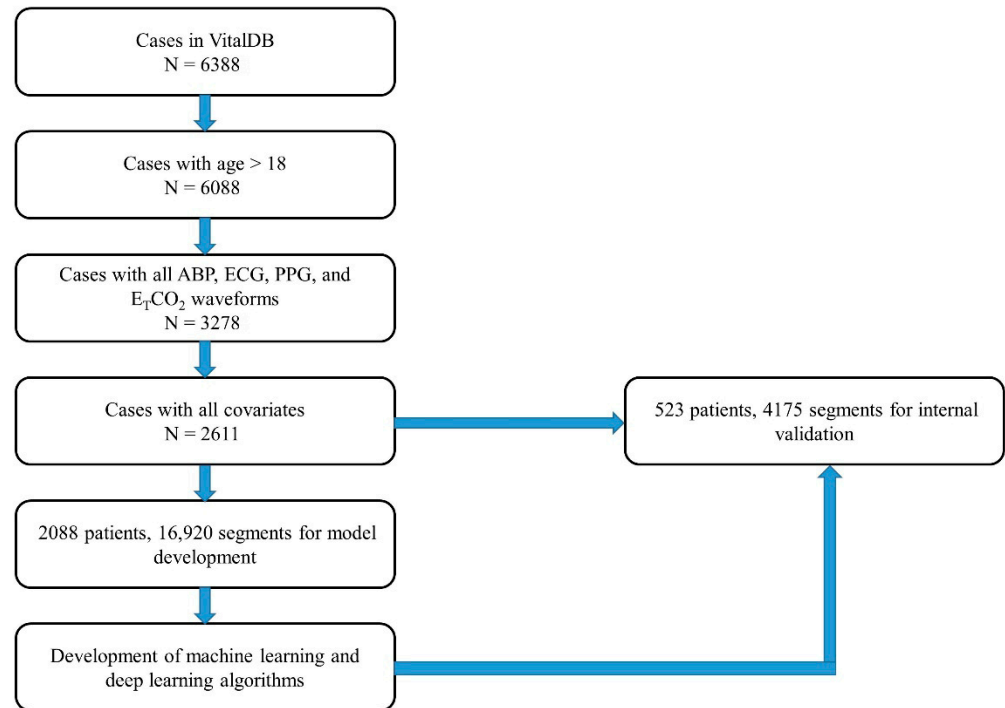 Cases in VitalDB
N = 6388
Cases with age > 18
N = 6088
Cases with all ABP, ECG, PPG, and
EᴛCO₂ waveforms
N = 3278
Cases with all covariates
N = 2611
523 patients, 4175 segments for internal
validation
2088 patients, 16,920 segments for model
development
Development of machine learning and
deep learning algorithms